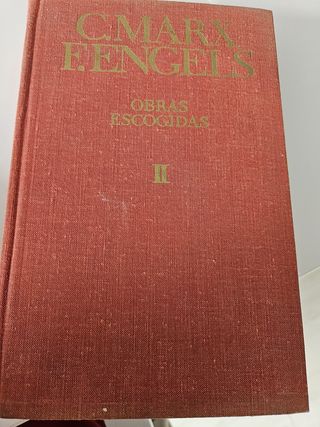 C. MARX
F. ENGELS
OBRAS
ESCOGIDAS
II